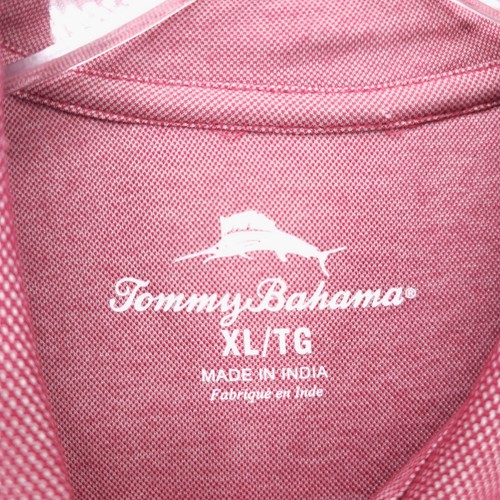 Tommy Bahama®
XL/TG
MADE IN INDIA
Fabriqué en Inde